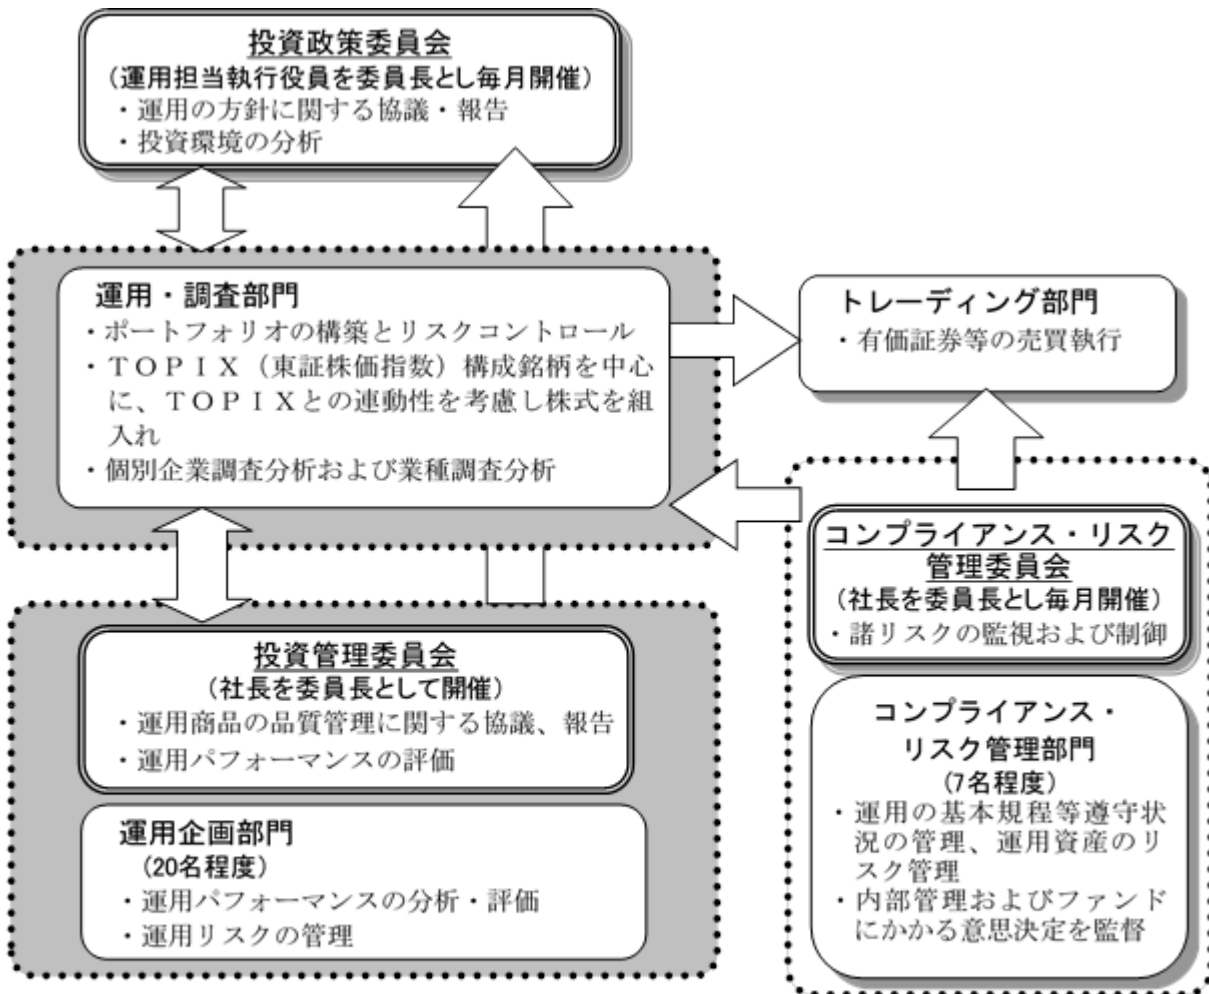 投資政策委員会
(運用担当執行役員を委員長とし毎月開催)
・運用の方針に関する協議・報告
・投資環境の分析
運用・調査部門
・ポートフォリオの構築とリスクコントロール
・ＴＯＰＩＸ（東証株価指数）構成銘柄を中心
に、ＴＯＰＩＸとの連動性を考慮し株式を組
入れ
・個別企業調査分析および業種調査分析
トレーディング部門
・有価証券等の売買執行
投資管理委員会
(社長を委員長として開催)
・運用商品の品質管理に関する協議、報告
・運用パフォーマンスの評価
運用企画部門
(20名程度)
・運用パフォーマンスの分析・評価
・運用リスクの管理
コンプライアンス・リスク
管理委員会
(社長を委員長とし毎月開催)
・諸リスクの監視および制御
コンプライアンス・
リスク管理部門
(7名程度)
・運用の基本規程等遵守状
況の管理、運用資産のリ
スク管理
・内部管理およびファンド
にかかる意思決定を監督